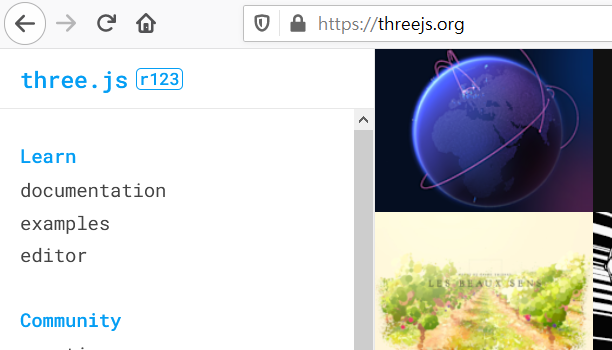 https://threejs.org
three.js r123
Learn
documentation
examples
editor
Community
LES BEAUX SENS